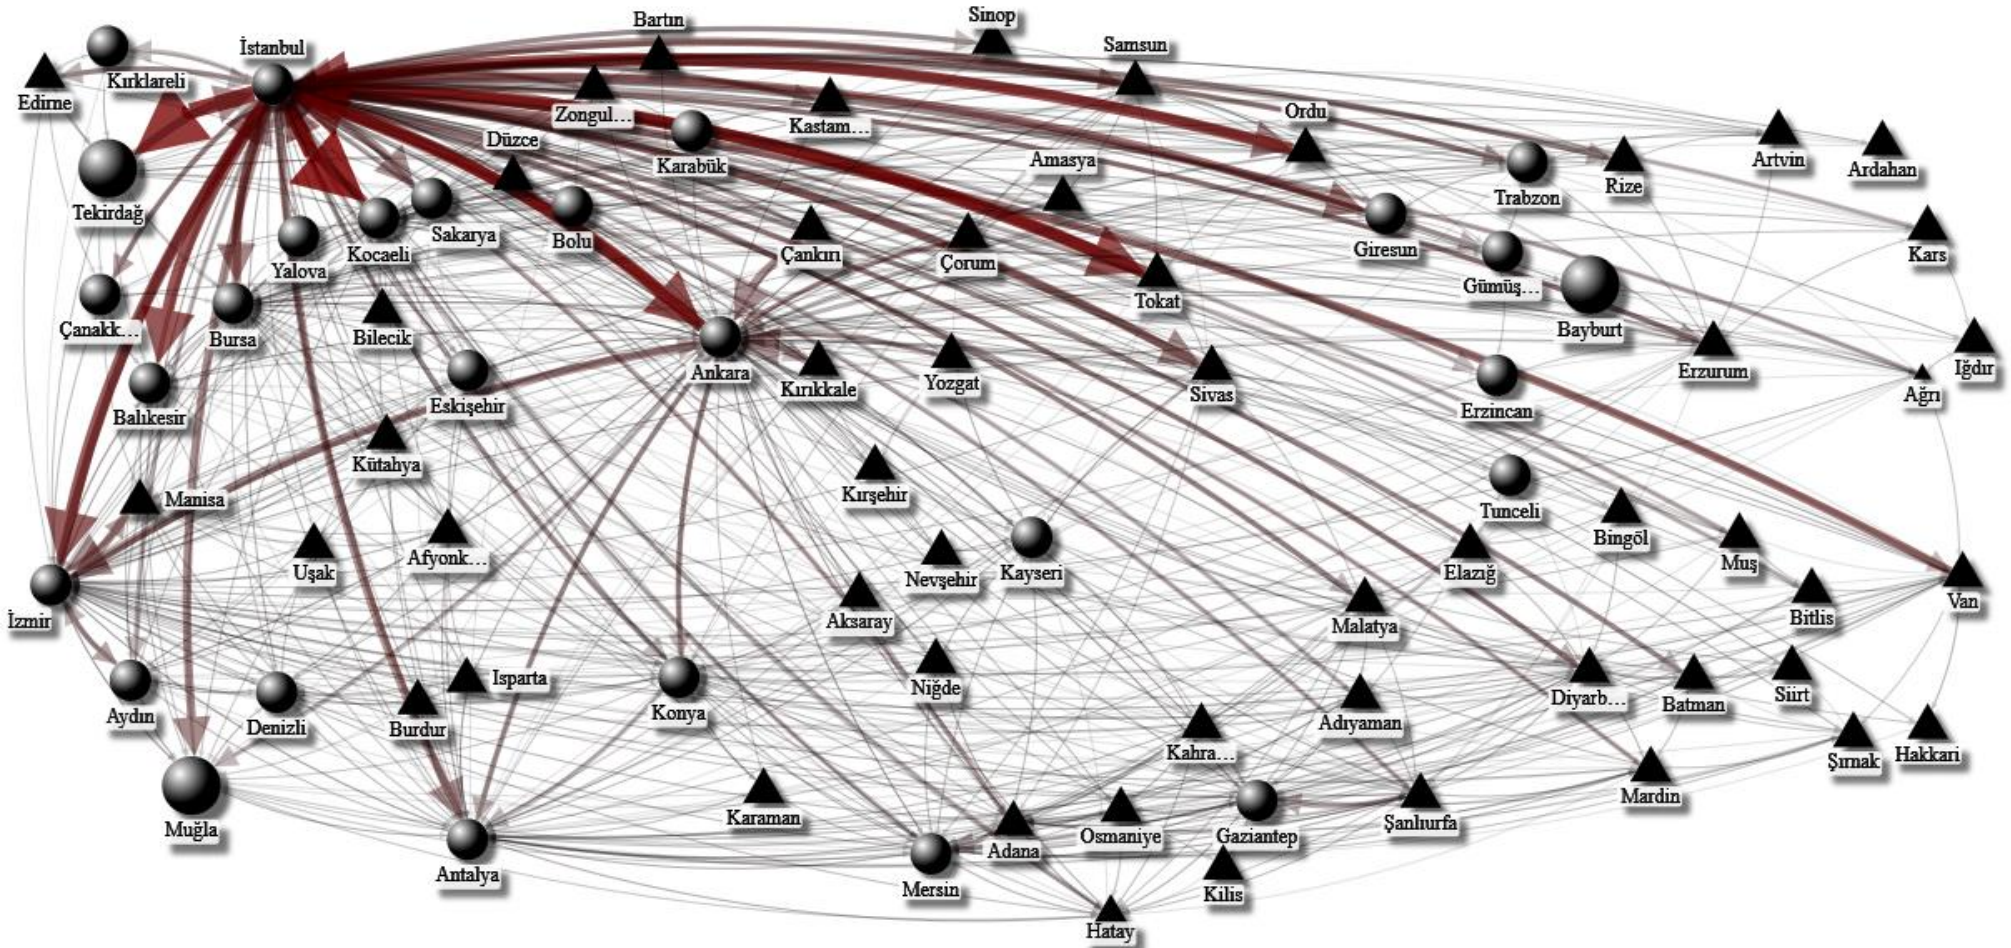 Sinop
Bartın
İstanbul
Samsun
Kırklareli
Edirne
Zongul...
Kastam...
Ordu
Düzce
Karabük
Amasya
Artvin
Ardahan
Rize
Trabzon
Tekirdağ
Sakarya
Bolu
Kocaeli
Yalova
Çankırı
Çorum
Giresun
Kars
Gümüş...
Tokat
Çanakk...
Bursa
Bilecik
Bayburt
Ankara
Kırıkkale
Yozgat
Sivas
Erzurum
Iğdır
Ağrı
Eskişehir
Balıkesir
Erzincan
Kütahya
Manisa
Kırşehir
Tunceli
Bingöl
Uşak
Afyonk...
Nevşehir
Kayseri
Elazığ
Muş
Van
İzmir
Aksaray
Malatya
Bitlis
Isparta
Niğde
Diyarb...
Batman
Siirt
Aydın
Denizli
Burdur
Konya
Adıyaman
Kahra...
Şırnak
Hakkari
Mardin
Muğla
Karaman
Osmaniye
Gaziantep
Şanlıurfa
Adana
Antalya
Mersin
Kilis
Hatay